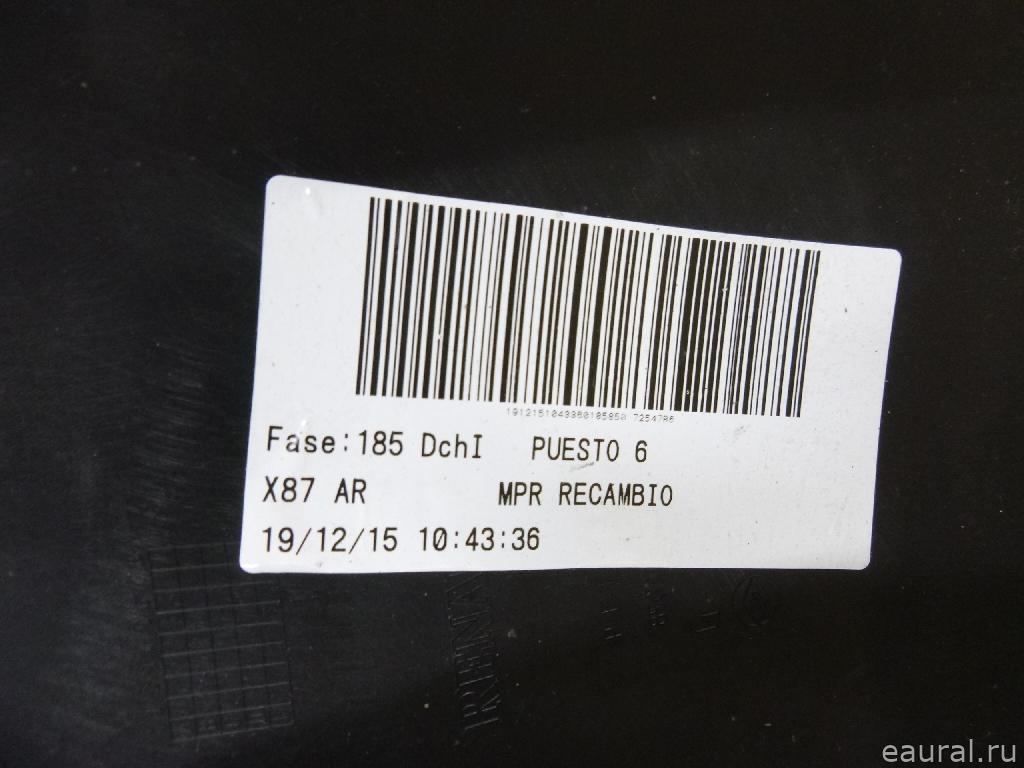 Fase:185 DchI PUESTO 6
X87 AR MPR RECAMBIO
19/12/15 10:43:36
eaural.ru